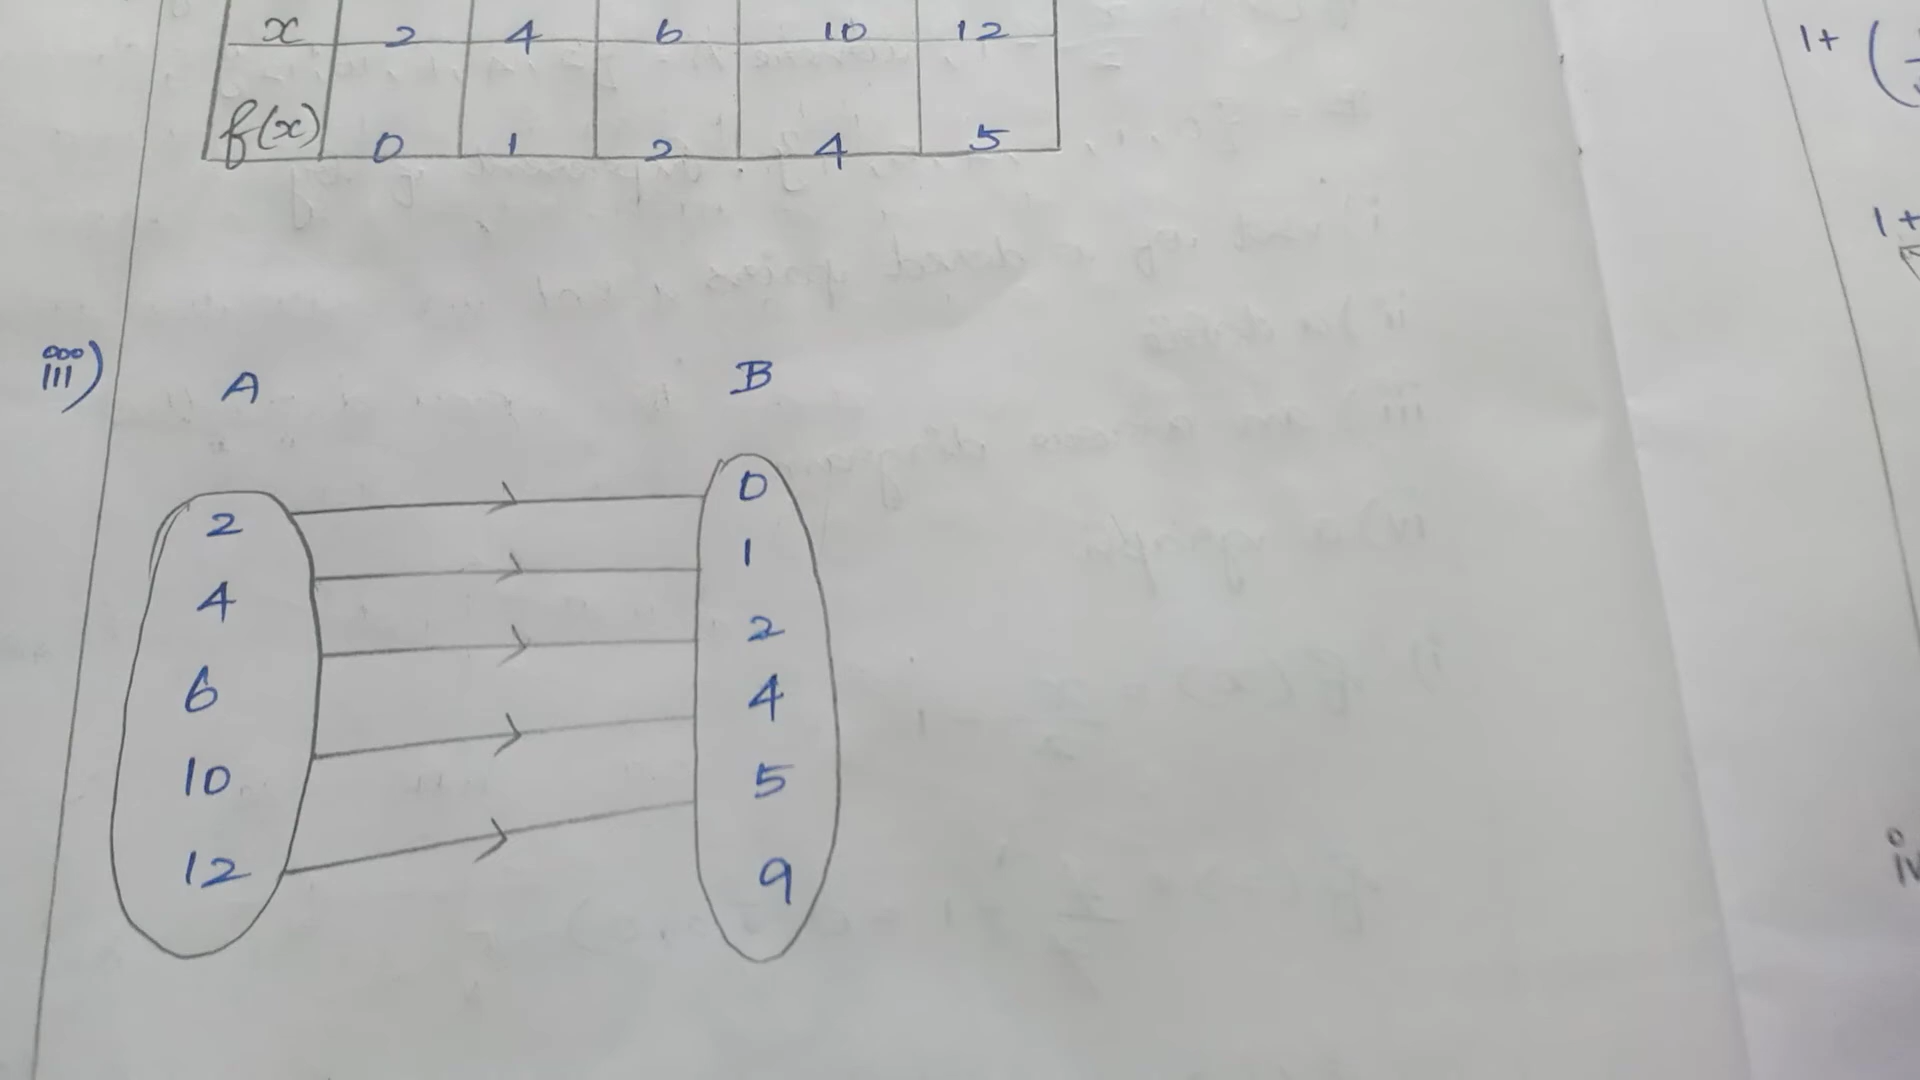 x 2 4 6 10 12
f(x) 0 1 2 4 5
iii) A B
2 0
4 1
6 2
10 4
12 5
9
1+ (
1+
iv